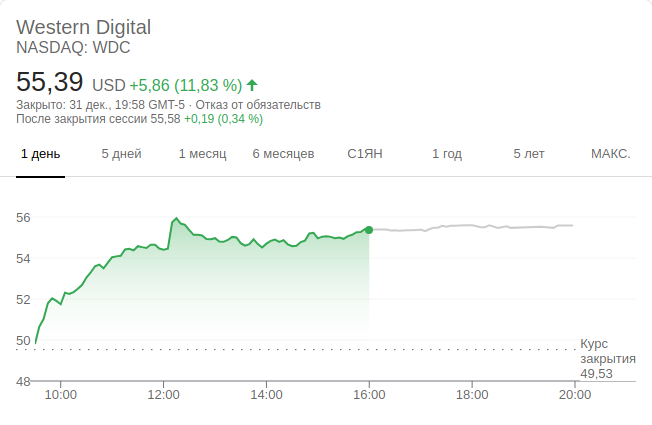 Western Digital
NASDAQ: WDC
55,39 USD +5,86 (11,83 %)
Закрыто: 31 дек., 19:58 GMT-5 · Отказ от обязательств
После закрытия сессии 55,58 +0,19 (0,34 %)
1 день 5 дней 1 месяц 6 месяцев С1ЯН 1 год 5 лет МАКС.
56
54
52
50
Курс
закрытия
49,53
48
10:00 12:00 14:00 16:00 18:00 20:00